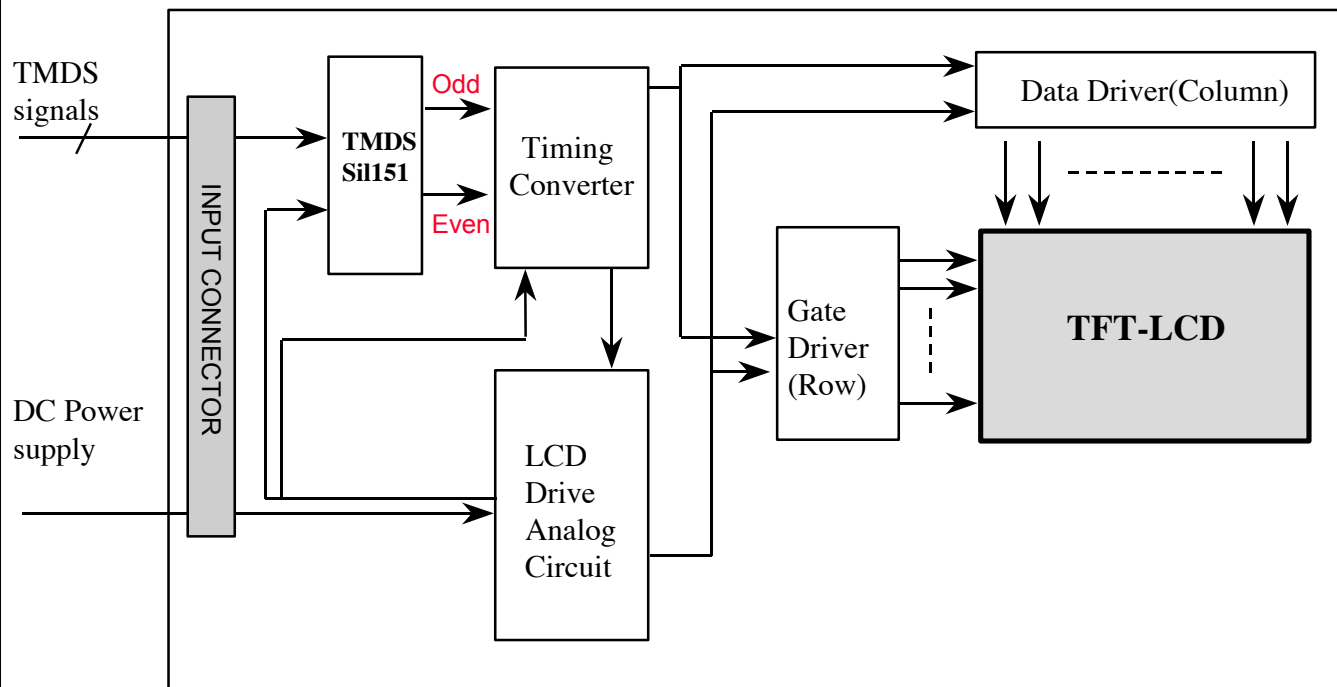 TMDS
signals
INPUT CONNECTOR
DC Power
supply
TMDS
Sil151
Odd
Even
Timing
Converter
LCD
Drive
Analog
Circuit
Data Driver(Column)
Gate
Driver
(Row)
TFT-LCD